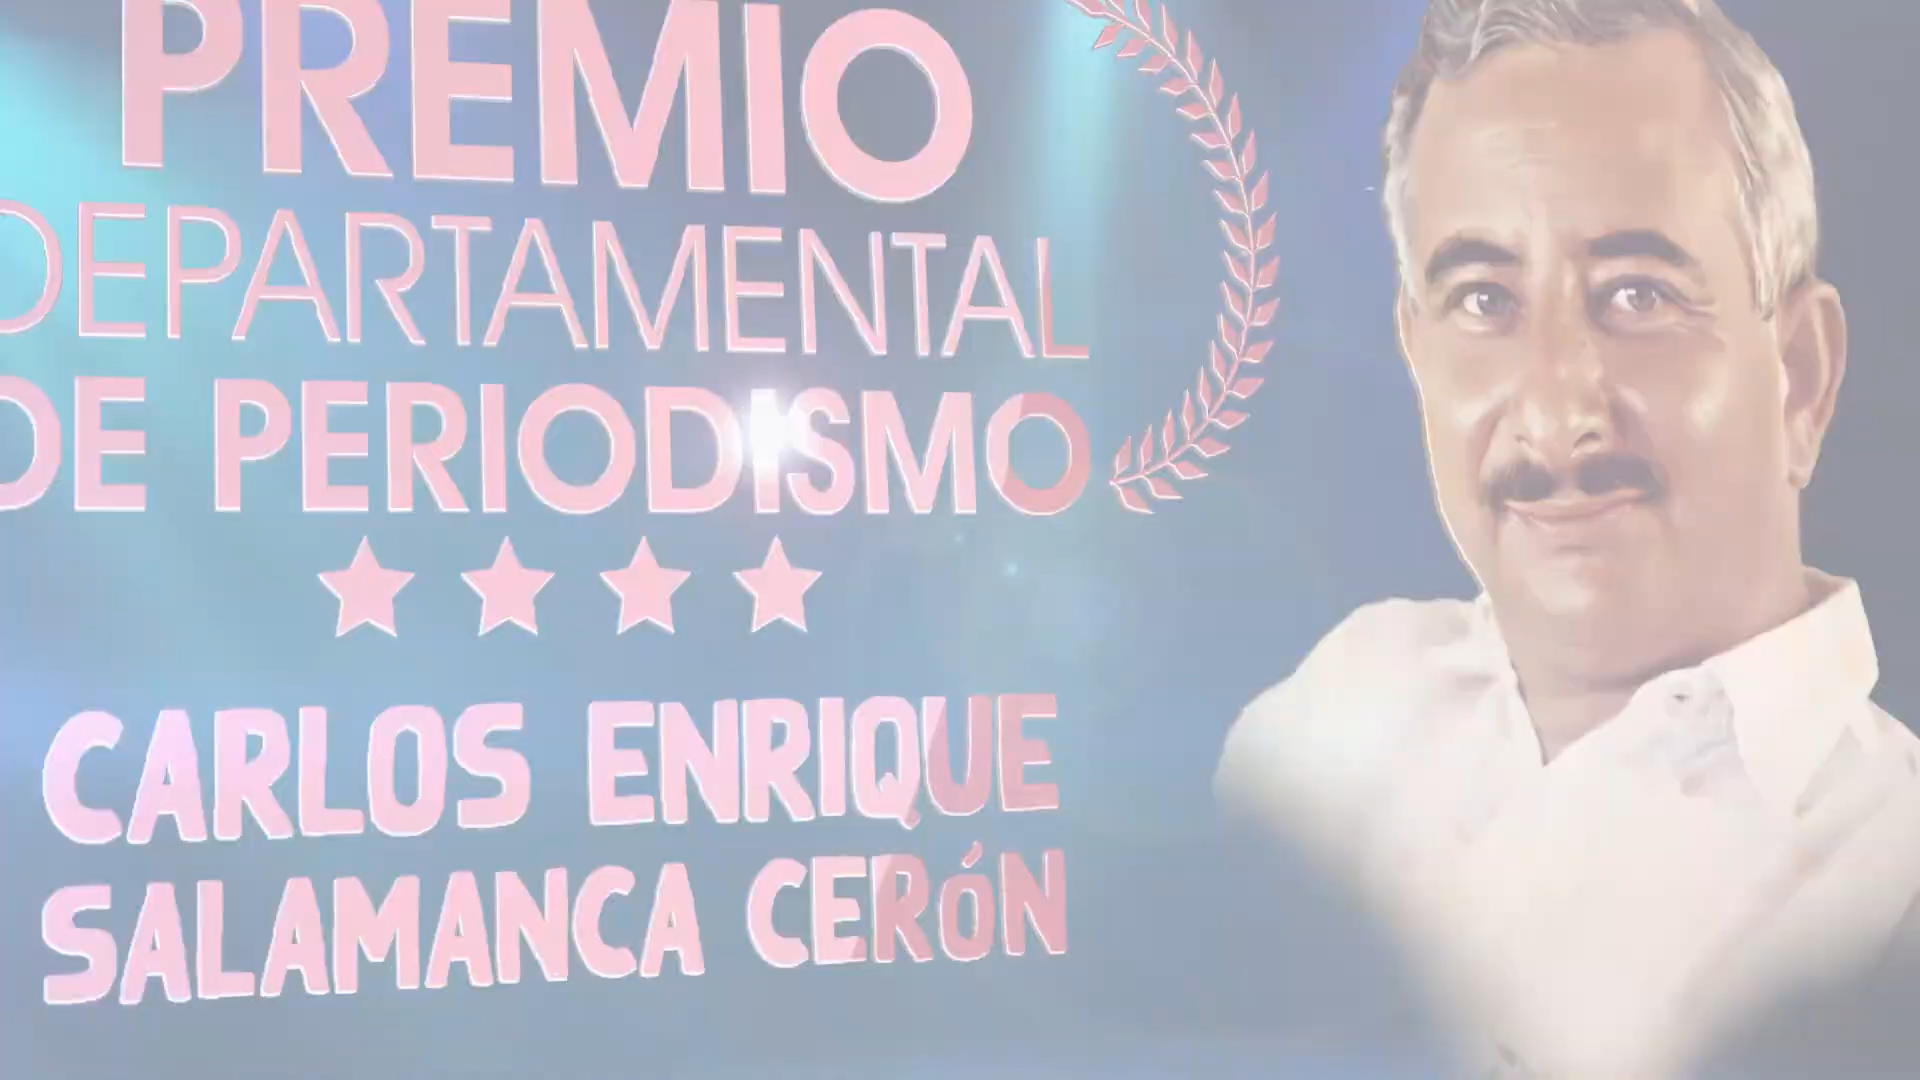 PREMIO
DEPARTAMENTAL
DE PERIODISMO
CARLOS ENRIQUE
SALAMANCA CERÓN